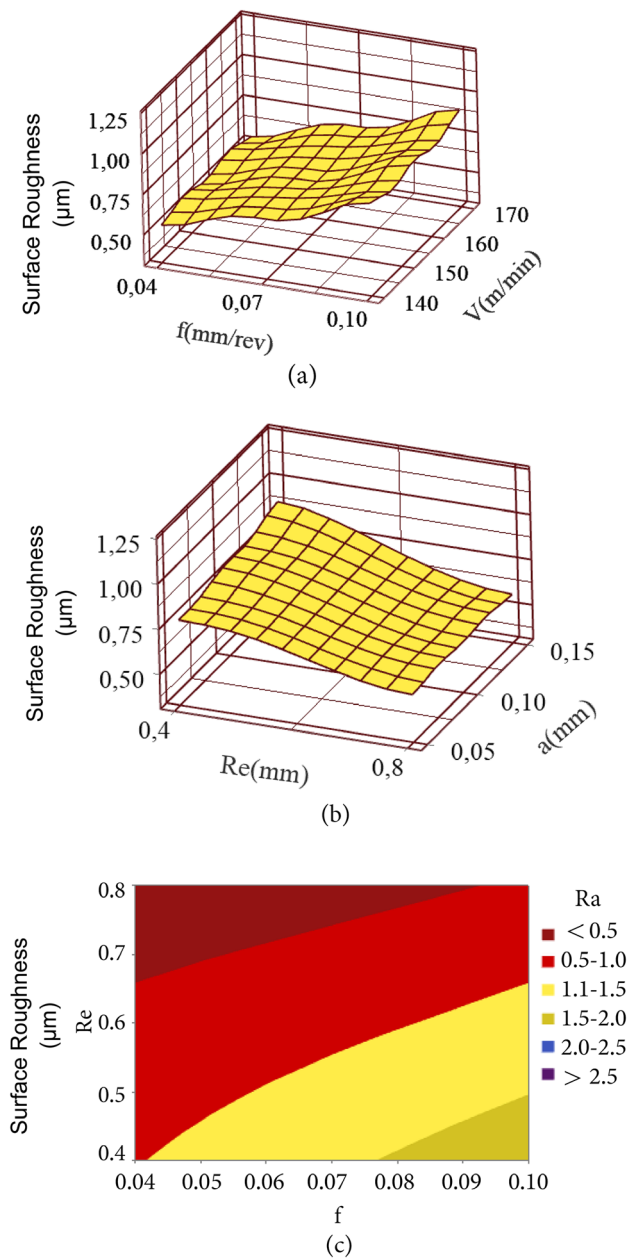 Surface Roughness
(μm)
1,25
1,00
0,75
0,50
0,04
0,07
0,10
f(mm/rev)
140
150
160
170
V(m/min)
(a)
Surface Roughness
(μm)
1,25
1,00
0,75
0,50
0,4
0,8
Re(mm)
0,05
0,10
0,15
a(mm)
(b)
Surface Roughness
(μm)
Re
0.8
0.7
0.6
0.5
0.4
0.04 0.05 0.06 0.07 0.08 0.09 0.10
f
Ra
< 0.5
0.5-1.0
1.1-1.5
1.5-2.0
2.0-2.5
> 2.5
(c)